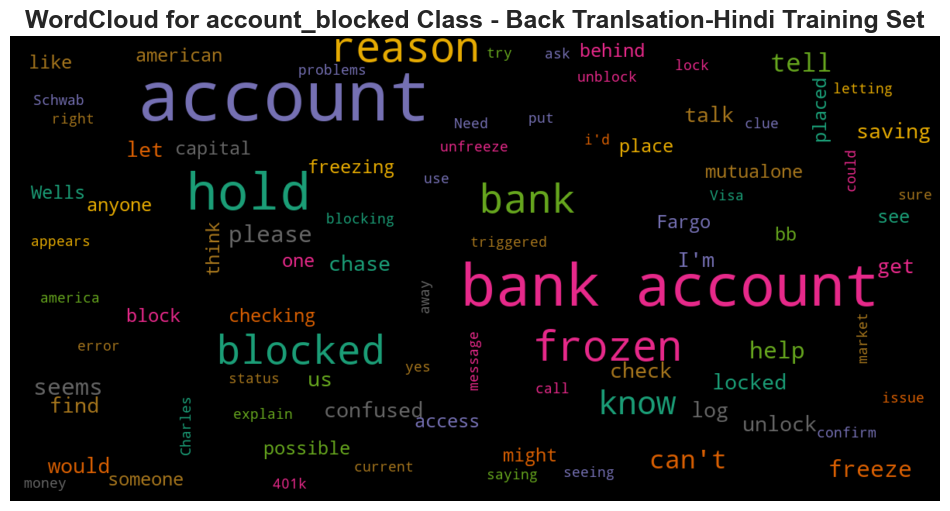 WordCloud for account_blocked Class - Back Tranlsation-Hindi Training Set
like american problems reason try ask behind unblock lock tell letting
Schwab right account Need put i'd talk clue placed saving
let capital freezing unfreeze place mutualone could
Wells anyone hold blocking use bank Visa sure
appears think please one chase triggered Fargo I'm bb see get
america block checking away bank account market
error blocked status us yes message frozen check help locked
seems find Charles explain confused access call know log unlock issue confirm
would someone possible current might saying seeing can't freeze
money 401k